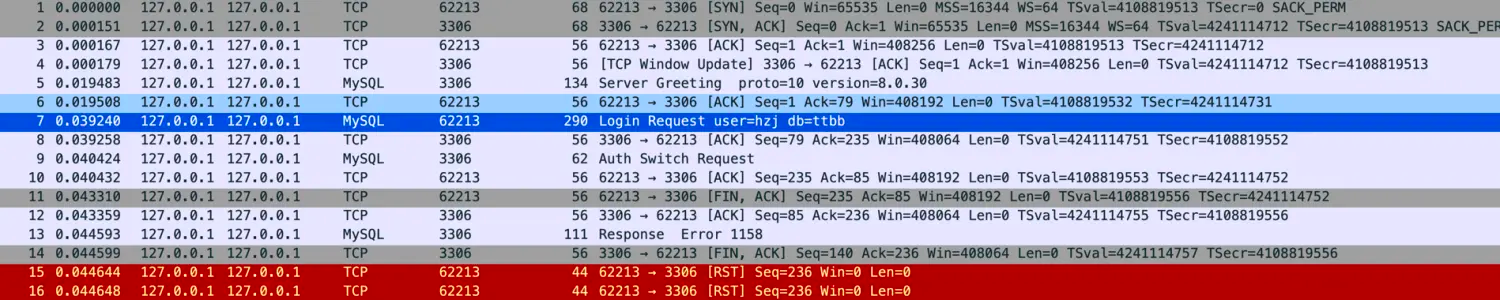 1 0.000000 127.0.0.1 127.0.0.1 TCP 62213 68 62213 → 3306 [SYN] Seq=0 Win=65535 Len=0 MSS=16344 WS=64 TSval=4108819513 TSecr=0 SACK_PERM
2 0.000151 127.0.0.1 127.0.0.1 TCP 3306 68 3306 → 62213 [SYN, ACK] Seq=0 Ack=1 Win=65535 Len=0 MSS=16344 WS=64 TSval=4241114712 TSecr=4108819513 SACK_PER
3 0.000167 127.0.0.1 127.0.0.1 TCP 62213 56 62213 → 3306 [ACK] Seq=1 Ack=1 Win=408256 Len=0 TSval=4108819513 TSecr=4241114712
4 0.000179 127.0.0.1 127.0.0.1 TCP 3306 56 [TCP Window Update] 3306 → 62213 [ACK] Seq=1 Ack=1 Win=408256 Len=0 TSval=4241114712 TSecr=4108819513
5 0.019483 127.0.0.1 127.0.0.1 MySQL 3306 134 Server Greeting proto=10 version=8.0.30
6 0.019508 127.0.0.1 127.0.0.1 TCP 62213 56 62213 → 3306 [ACK] Seq=1 Ack=79 Win=408192 Len=0 TSval=4108819532 TSecr=4241114731
7 0.039240 127.0.0.1 127.0.0.1 MySQL 62213 290 Login Request user=hzj db=ttbb
8 0.039258 127.0.0.1 127.0.0.1 TCP 3306 56 3306 → 62213 [ACK] Seq=79 Ack=235 Win=408064 Len=0 TSval=4241114751 TSecr=4108819552
9 0.040424 127.0.0.1 127.0.0.1 MySQL 3306 62 Auth Switch Request
10 0.040432 127.0.0.1 127.0.0.1 TCP 62213 56 62213 → 3306 [ACK] Seq=235 Ack=85 Win=408192 Len=0 TSval=4108819553 TSecr=4241114752
11 0.043310 127.0.0.1 127.0.0.1 TCP 62213 56 62213 → 3306 [FIN, ACK] Seq=235 Ack=85 Win=408192 Len=0 TSval=4108819556 TSecr=4241114752
12 0.043359 127.0.0.1 127.0.0.1 TCP 3306 56 3306 → 62213 [ACK] Seq=85 Ack=236 Win=408064 Len=0 TSval=4241114755 TSecr=4108819556
13 0.044593 127.0.0.1 127.0.0.1 MySQL 3306 111 Response Error 1158
14 0.044599 127.0.0.1 127.0.0.1 TCP 3306 56 3306 → 62213 [FIN, ACK] Seq=140 Ack=236 Win=408064 Len=0 TSval=4241114757 TSecr=4108819556
15 0.044644 127.0.0.1 127.0.0.1 TCP 62213 44 62213 → 3306 [RST] Seq=236 Win=0 Len=0
16 0.044648 127.0.0.1 127.0.0.1 TCP 62213 44 62213 → 3306 [RST] Seq=236 Win=0 Len=0